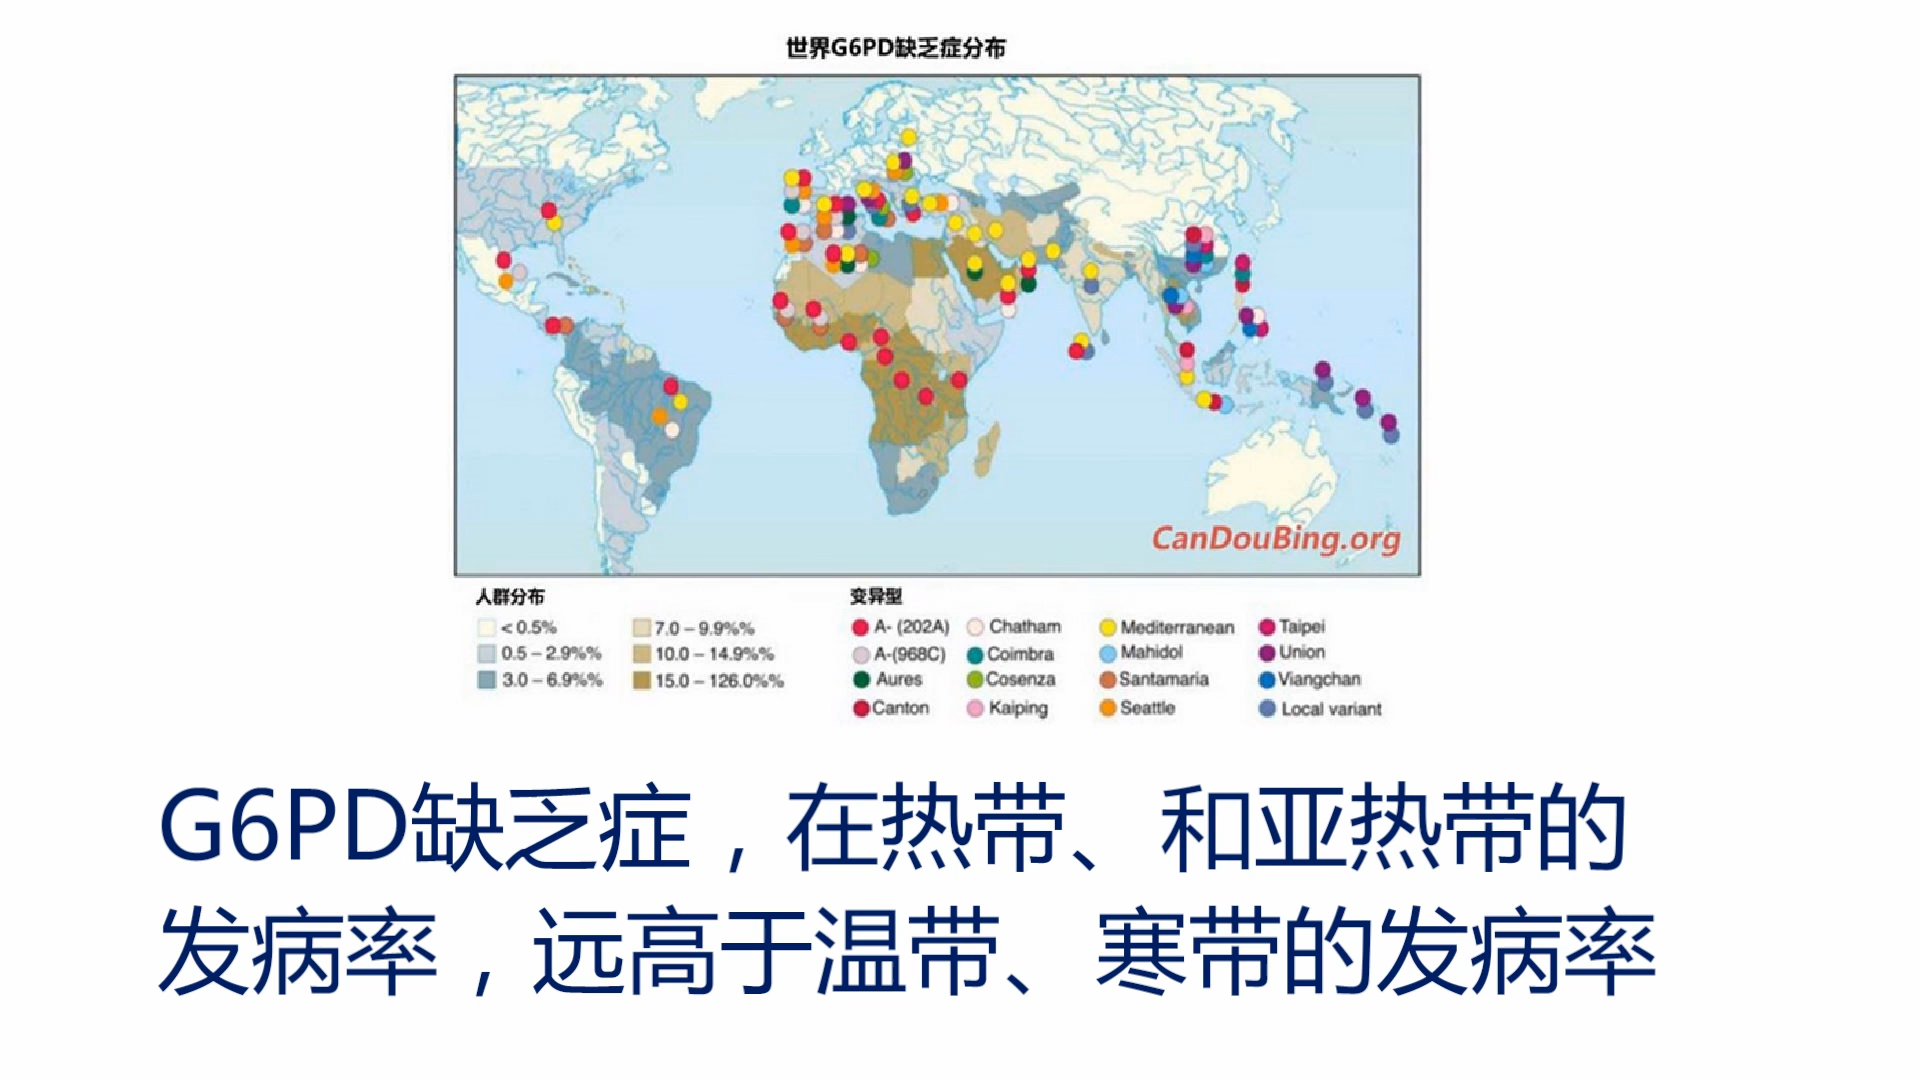 世界G6PD缺乏症分布
CanDouBing.org
人群分布
< 0.5%
0.5 – 2.9%%
3.0 – 6.9%%
7.0 – 9.9%%
10.0 – 14.9%%
15.0 – 126.0%%
变异型
A- (202A)
A-(968C)
Aures
Canton
Chatham
Coimbra
Cosenza
Kaiping
Mediterranean
Mahidol
Santamaria
Seattle
Taipei
Union
Viangchan
Local variant
G6PD缺乏症，在热带、和亚热带的
发病率，远高于温带、寒带的发病率